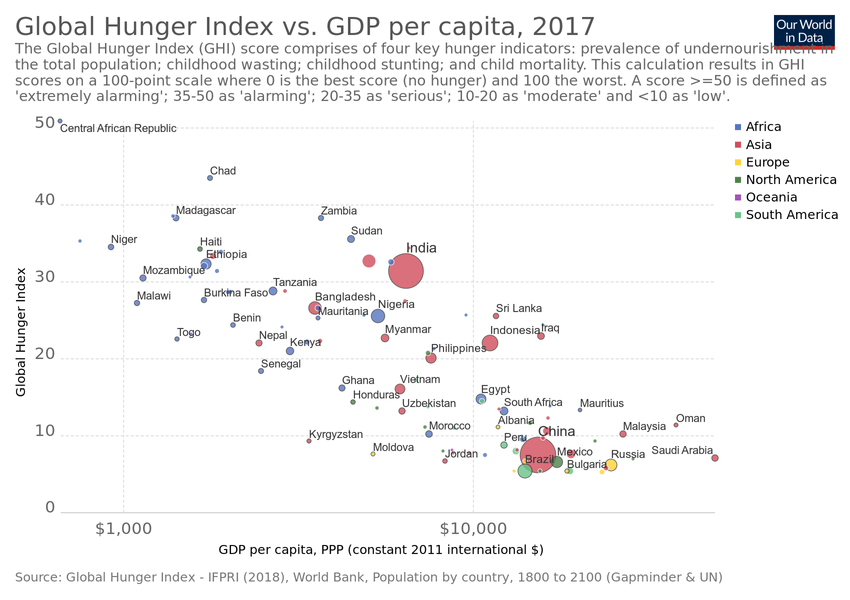 Global Hunger Index vs. GDP per capita, 2017
Our World
in Data
The Global Hunger Index (GHI) score comprises of four key hunger indicators: prevalence of undernourishment in
the total population; childhood wasting; childhood stunting; and child mortality. This calculation results in GHI
scores on a 100-point scale where 0 is the best score (no hunger) and 100 the worst. A score >=50 is defined as
'extremely alarming'; 35-50 as 'alarming'; 20-35 as 'serious'; 10-20 as 'moderate' and <10 as 'low'.
50
Central African Republic
Africa
Asia
Europe
North America
Oceania
South America
Chad
40
Madagascar
Zambia
Sudan
Niger
Haiti
Ethiopia
India
Mozambique
30
Tanzania
Malawi
Burkina Faso
Bangladesh
Mauritania
Nigeria
Sri Lanka
Togo
Benin
Nepal
Kenya
Myanmar
Indonesia
Iraq
20
Philippines
Senegal
Ghana
Vietnam
Honduras
Uzbekistan
Egypt
South Africa
Mauritius
Albania
Morocco
10
Kyrgyzstan
China
Malaysia
Oman
Moldova
Jordan
Peru
Brazil
Mexico
Bulgaria
Russia
Saudi Arabia
0
$1,000
$10,000
Global Hunger Index
GDP per capita, PPP (constant 2011 international $)
Source: Global Hunger Index - IFPRI (2018), World Bank, Population by country, 1800 to 2100 (Gapminder & UN)